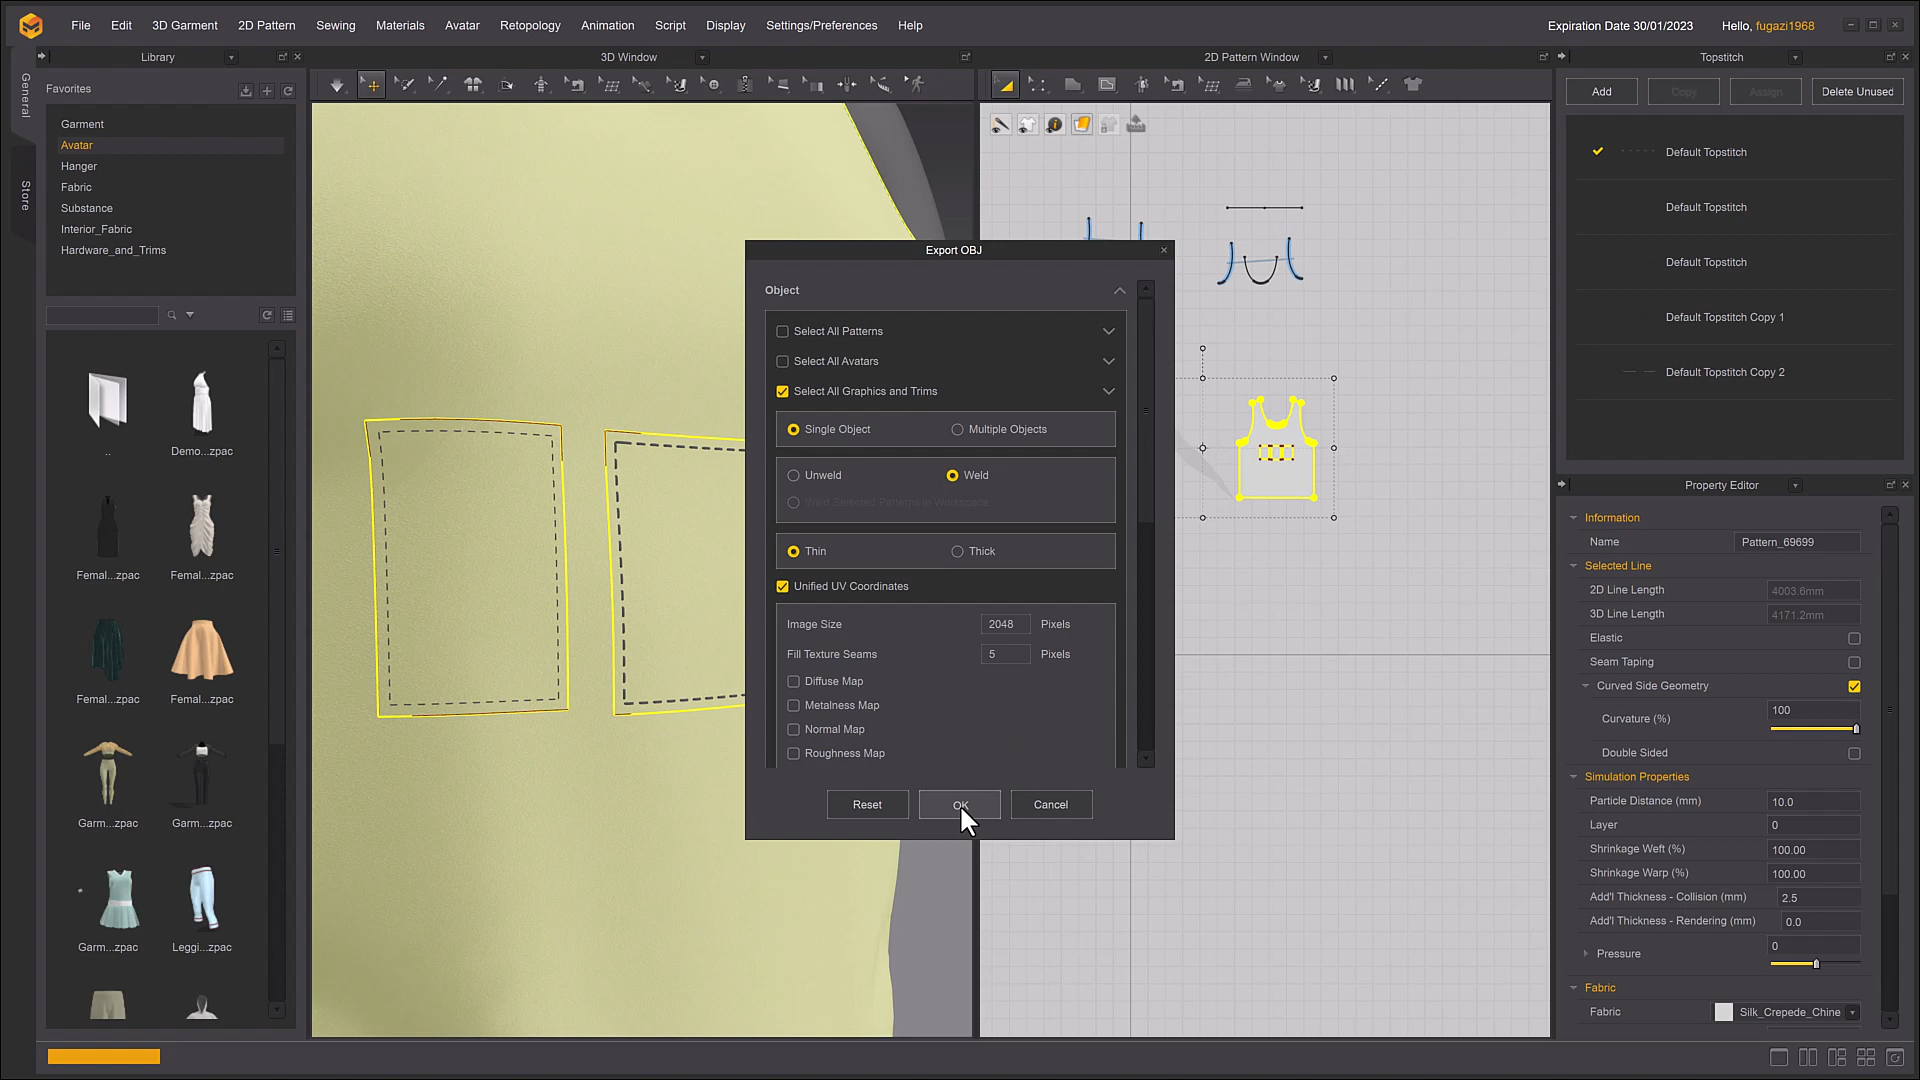 File Edit 3D Garment 2D Pattern Sewing Materials Avatar Retopology Animation Script Display Settings/Preferences Help Expiration Date 30/01/2023 Hello, fugazi1968
Library 3D Window 2D Pattern Window Topstitch
General
Store
Favorites
Garment
Avatar
Hanger
Fabric
Substance
Interior_Fabric
Hardware_and_Trims
..
Demo...zpac
Femal...zpac
Femal...zpac
Femal...zpac
Femal...zpac
Garm...zpac
Garm...zpac
Garm...zpac
Leggi...zpac
Export OBJ
Object
Select All Patterns
Select All Avatars
Select All Graphics and Trims
Single Object Multiple Objects
Unweld Weld
Weld Selected Patterns in Workspace
Thin Thick
Unified UV Coordinates
Image Size 2048 Pixels
Fill Texture Seams 5 Pixels
Diffuse Map
Metalness Map
Normal Map
Roughness Map
Reset OK Cancel
Add Copy Assign Delete Unused
Default Topstitch
Default Topstitch
Default Topstitch
Default Topstitch Copy 1
Default Topstitch Copy 2
Property Editor
Information
Name Pattern_69699
Selected Line
2D Line Length 4003.6mm
3D Line Length 4171.2mm
Elastic
Seam Taping
Curved Side Geometry
Curvature (%) 100
Double Sided
Simulation Properties
Particle Distance (mm) 10.0
Layer 0
Shrinkage Weft (%) 100.00
Shrinkage Warp (%) 100.00
Add'l Thickness - Collision (mm) 2.5
Add'l Thickness - Rendering (mm) 0.0
Pressure 0
Fabric
Fabric Silk_Crepede_Chine